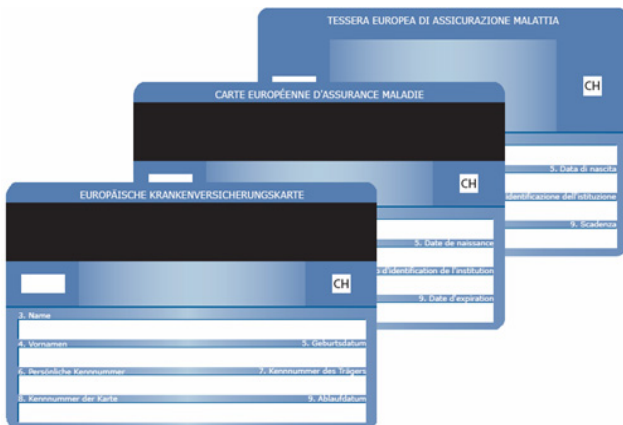 TESSERA EUROPEA DI ASSICURAZIONE MALATTIA
CH
5. Data di nascita
identificazione dell'istituzione
9. Scadenza
CARTE EUROPÉENNE D'ASSURANCE MALADIE
CH
5. Date de naissance
d'identification de l'institution
9. Date d'expiration
EUROPÄISCHE KRANKENVERSICHERUNGSKARTE
CH
3. Name
4. Vornamen 5. Geburtsdatum
6. Persönliche Kennnummer 7. Kennnummer des Trägers
8. Kennnummer der Karte 9. Ablaufdatum